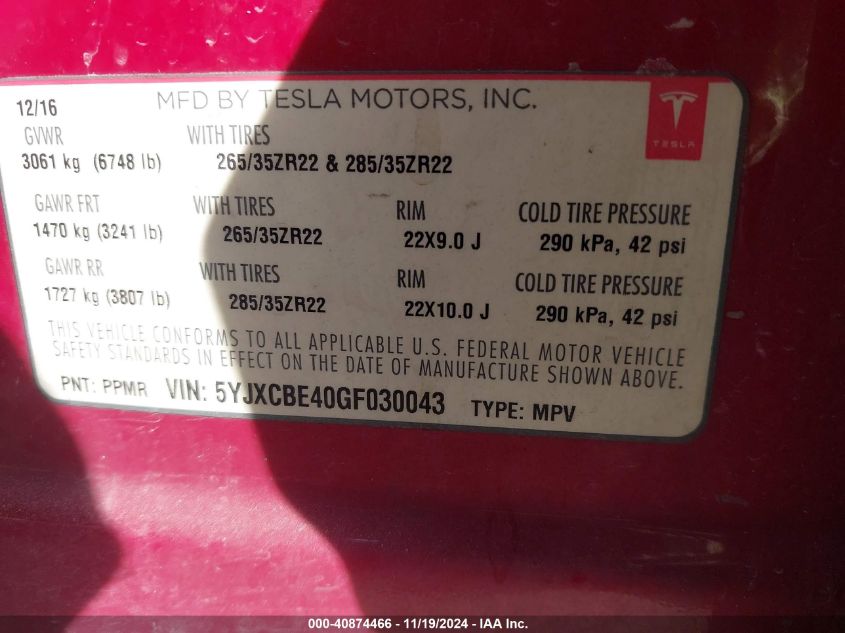 12/16 MFD BY TESLA MOTORS, INC.
TESLA
GVWR WITH TIRES
3061 kg (6748 lb) 265/35ZR22 & 285/35ZR22
GAWR FRT WITH TIRES RIM COLD TIRE PRESSURE
1470 kg (3241 lb) 265/35ZR22 22X9.0 J 290 kPa, 42 psi
GAWR RR WITH TIRES RIM COLD TIRE PRESSURE
1727 kg (3807 lb) 285/35ZR22 22X10.0 J 290 kPa, 42 psi
THIS VEHICLE CONFORMS TO ALL APPLICABLE U.S. FEDERAL MOTOR VEHICLE
SAFETY STANDARDS IN EFFECT ON THE DATE OF MANUFACTURE SHOWN ABOVE.
PNT: PPMR VIN: 5YJXCBE40GF030043 TYPE: MPV
000-40874466 - 11/19/2024 - IAA Inc.